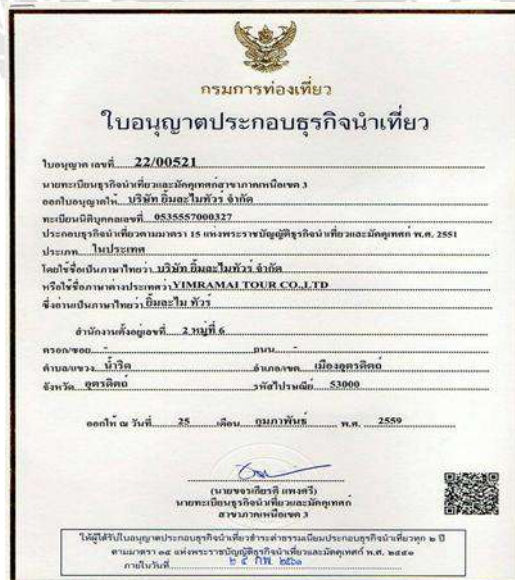 กรมการท่องเที่ยว
ใบอนุญาตประกอบธุรกิจนำเที่ยว
ใบอนุญาต เลขที่ 22/00521
นายทะเบียนธุรกิจนำเที่ยวและมัคคุเทศก์สาขาภาคเหนือเขต 3
ออกใบอนุญาตให้ บริษัท ยิ้มละไมทัวร์ จำกัด
ทะเบียนนิติบุคคลเลขที่ 0535557000327
ประกอบธุรกิจนำเที่ยวตามมาตรา 15 แห่งพระราชบัญญัติธุรกิจนำเที่ยวและมัคคุเทศก์ พ.ศ. 2551
ประเภท ในประเทศ
โดยใช้ชื่อเป็นภาษาไทยว่า บริษัท ยิ้มละไมทัวร์ จำกัด
หรือใช้ชื่อภาษาต่างประเทศว่า YIMRAMAI TOUR CO.,LTD
ซึ่งอ่านเป็นภาษาไทยว่า ยิ้มละไม ทัวร์
สำนักงานตั้งอยู่เลขที่ 2 หมู่ที่ 6
ตรอก/ซอย - ถนน -
ตำบล/แขวง น้ำริด อำเภอ/เขต เมืองอุตรดิตถ์
จังหวัด อุตรดิตถ์ รหัสไปรษณีย์ 53000
ออกให้ ณ วันที่ 25 เดือน กุมภาพันธ์ พ.ศ. 2559
(นายขจรเกียรติ แพงศรี)
นายทะเบียนธุรกิจนำเที่ยวและมัคคุเทศก์
สาขาภาคเหนือเขต 3
ให้ผู้ได้รับใบอนุญาตประกอบธุรกิจนำเที่ยวชำระค่าธรรมเนียมประกอบธุรกิจนำเที่ยวทุก ๒ ปี
ตามมาตรา ๑๙ แห่งพระราชบัญญัติธุรกิจนำเที่ยวและมัคคุเทศก์ พ.ศ. ๒๕๕๑
ภายในวันที่ ๒๔ กพ. ๒๕๖๑